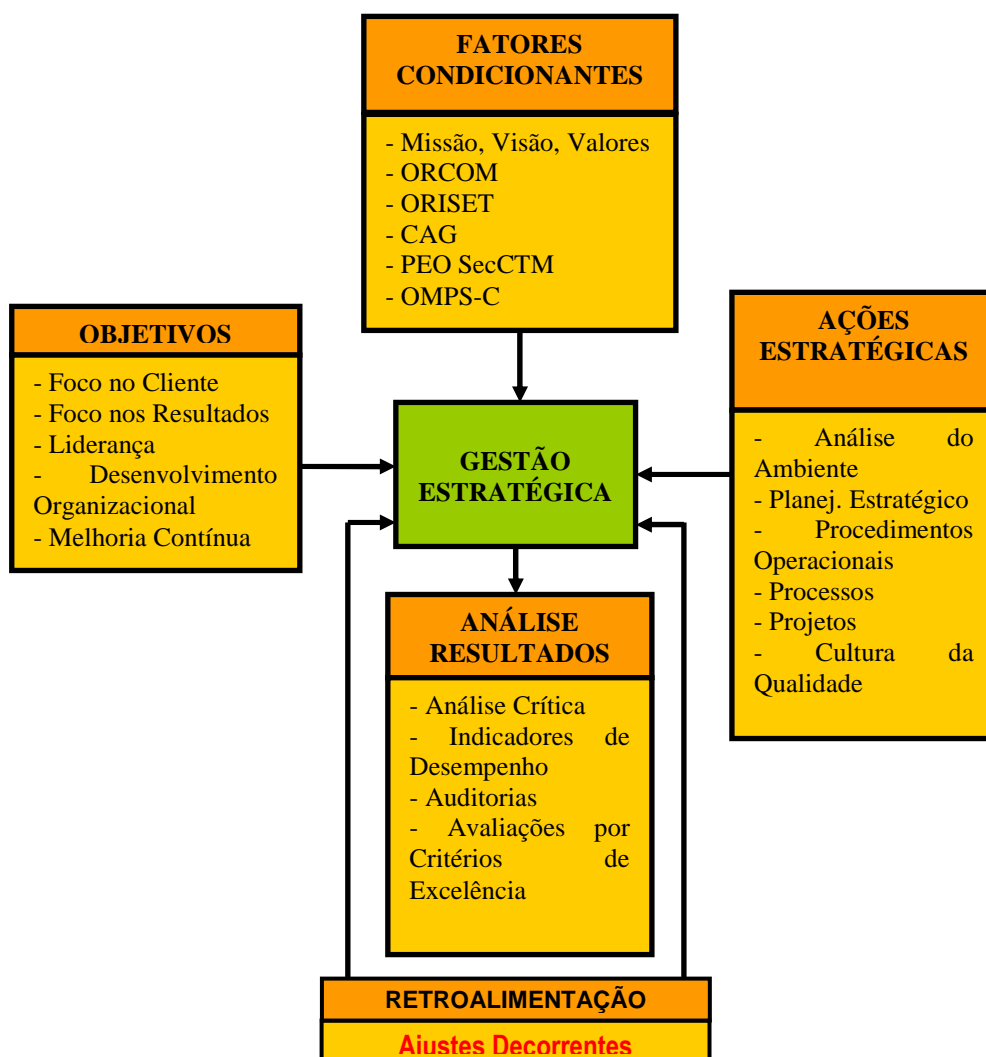 FATORES
CONDICIONANTES
- Missão, Visão, Valores
- ORCOM
- ORISET
- CAG
- PEO SecCTM
- OMPS-C
OBJETIVOS
- Foco no Cliente
- Foco nos Resultados
- Liderança
- Desenvolvimento
Organizacional
- Melhoria Contínua
GESTÃO
ESTRATÉGICA
AÇÕES
ESTRATÉGICAS
- Análise do
Ambiente
- Planej. Estratégico
- Procedimentos
Operacionais
- Processos
- Projetos
- Cultura da
Qualidade
ANÁLISE
RESULTADOS
- Análise Crítica
- Indicadores de
Desempenho
- Auditorias
- Avaliações por
Critérios de
Excelência
RETROALIMENTAÇÃO
Ajustes Decorrentes